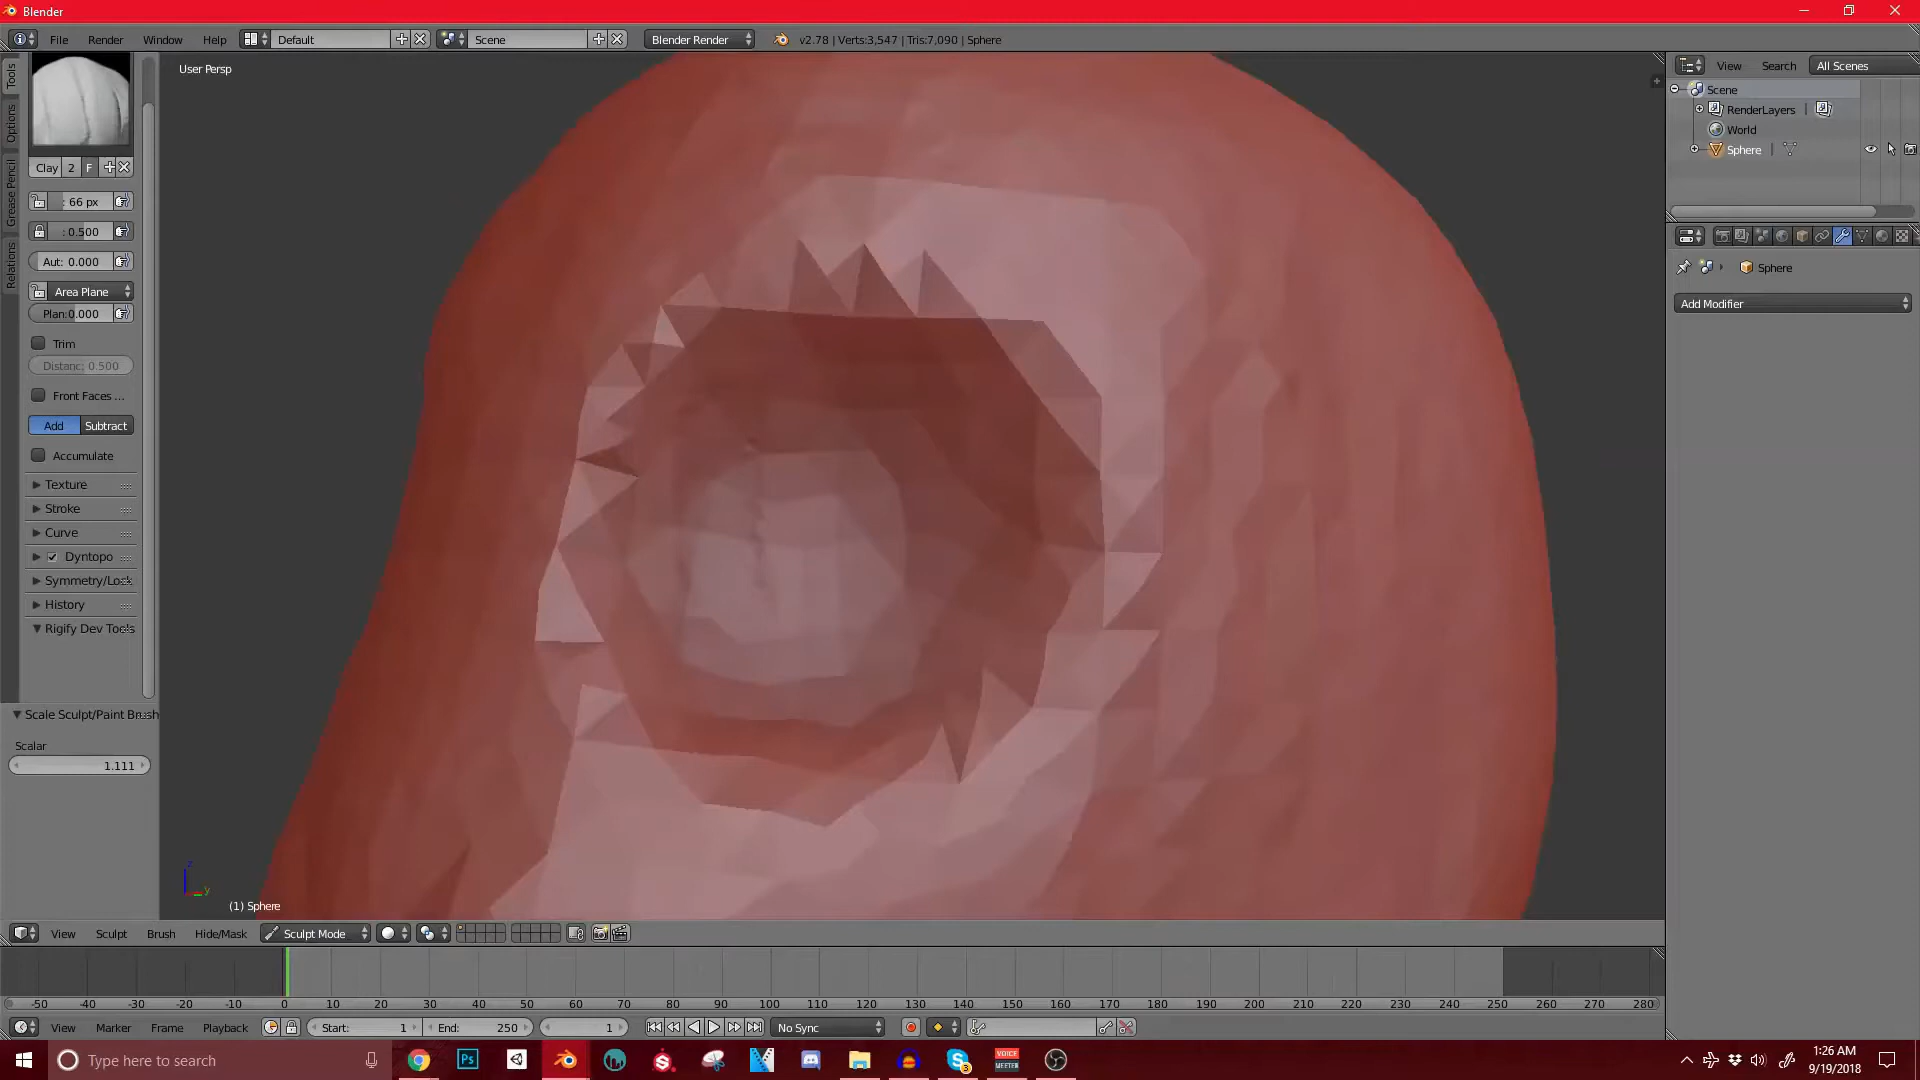 Blender
File Render Window Help Default Scene Blender Render v2.78 | Verts:3,547 | Tris:7,090 | Sphere
User Persp
Tools
Options
Grease Pencil
Relations
Clay 2 F
: 66 px
: 0.500
Aut: 0.000
Area Plane
Plan:0.000
Trim
Distanc: 0.500
Front Faces ...
Add Subtract
Accumulate
Texture
Stroke
Curve
Dyntopo
Symmetry/Lock
History
Rigify Dev Tools
Scale Sculpt/Paint Brush
Scalar
1.111
z
y
(1) Sphere
View Search All Scenes
Scene
RenderLayers |
World
Sphere |
Sphere
Add Modifier
View Sculpt Brush Hide/Mask Sculpt Mode
-50 -40 -30 -20 -10 0 10 20 30 40 50 60 70 80 90 100 110 120 130 140 150 160 170 180 190 200 210 220 230 240 250 260 270 280
View Marker Frame Playback Start: 1 End: 250 1 No Sync
Type here to search
Ps
VOICE
MEETER
3
1:26 AM
9/19/2018